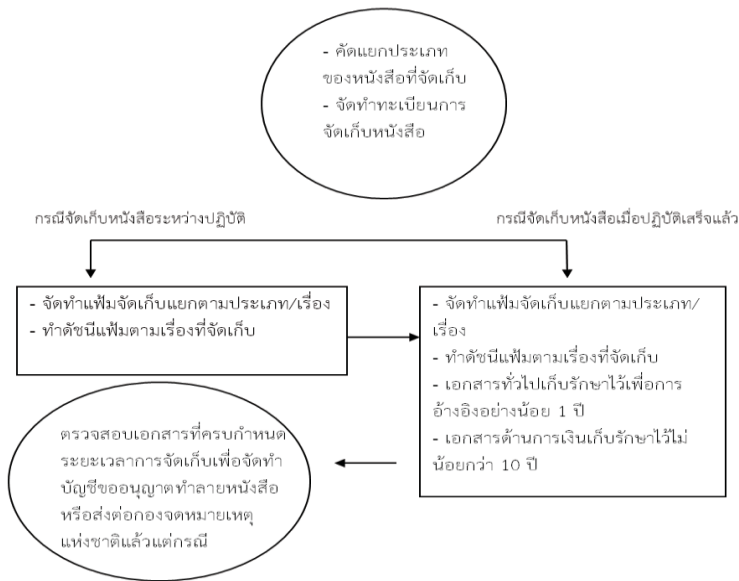 - คัดแยกประเภท
ของหนังสือที่จัดเก็บ
- จัดทำทะเบียนการ
จัดเก็บหนังสือ
กรณีจัดเก็บหนังสือระหว่างปฏิบัติ
กรณีจัดเก็บหนังสือเมื่อปฏิบัติเสร็จแล้ว
- จัดทำแฟ้มจัดเก็บแยกตามประเภท/เรื่อง
- ทำดัชนีแฟ้มตามเรื่องที่จัดเก็บ
- จัดทำแฟ้มจัดเก็บแยกตามประเภท/
เรื่อง
- ทำดัชนีแฟ้มตามเรื่องที่จัดเก็บ
- เอกสารทั่วไปเก็บรักษาไว้เพื่อการ
อ้างอิงอย่างน้อย 1 ปี
- เอกสารด้านการเงินเก็บรักษาไว้ไม่
น้อยกว่า 10 ปี
ตรวจสอบเอกสารที่ครบกำหนด
ระยะเวลาการจัดเก็บเพื่อจัดทำ
บัญชีขออนุญาตทำลายหนังสือ
หรือส่งต่อกองจดหมายเหตุ
แห่งชาติแล้วแต่กรณี